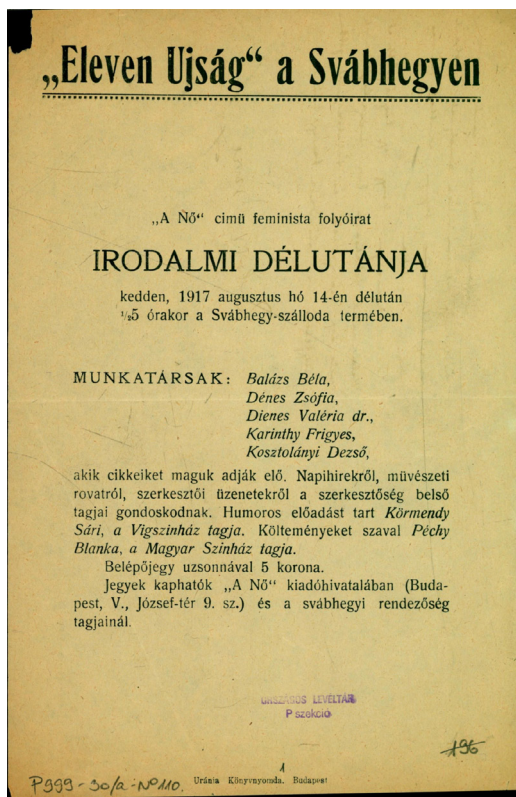 „Eleven Ujság“ a Svábhegyen
„A Nő“ cimü feminista folyóirat
IRODALMI DÉLUTÁNJA
kedden, 1917 augusztus hó 14-én délután
½5 órakor a Svábhegy-szálloda termében.
MUNKATÁRSAK: Balázs Béla,
Dénes Zsófia,
Dienes Valéria dr.,
Karinthy Frigyes,
Kosztolányi Dezső,
akik cikkeiket maguk adják elő. Napihirekről, müvészeti
rovatról, szerkesztői üzenetekről a szerkesztőség belső
tagjai gondoskodnak. Humoros előadást tart Körmendy
Sári, a Vigszinház tagja. Költeményeket szaval Péchy
Blanka, a Magyar Szinház tagja.
Belépőjegy uzsonnával 5 korona.
Jegyek kaphatók „A Nő“ kiadóhivatalában (Buda-
pest, V., József-tér 9. sz.) és a svábhegyi rendezőség
tagjainál.
ORSZÁGOS LEVÉLTÁR
P szekció
196
1
Uránia Könyvnyomda, Budapest
P999-30/a-No110.